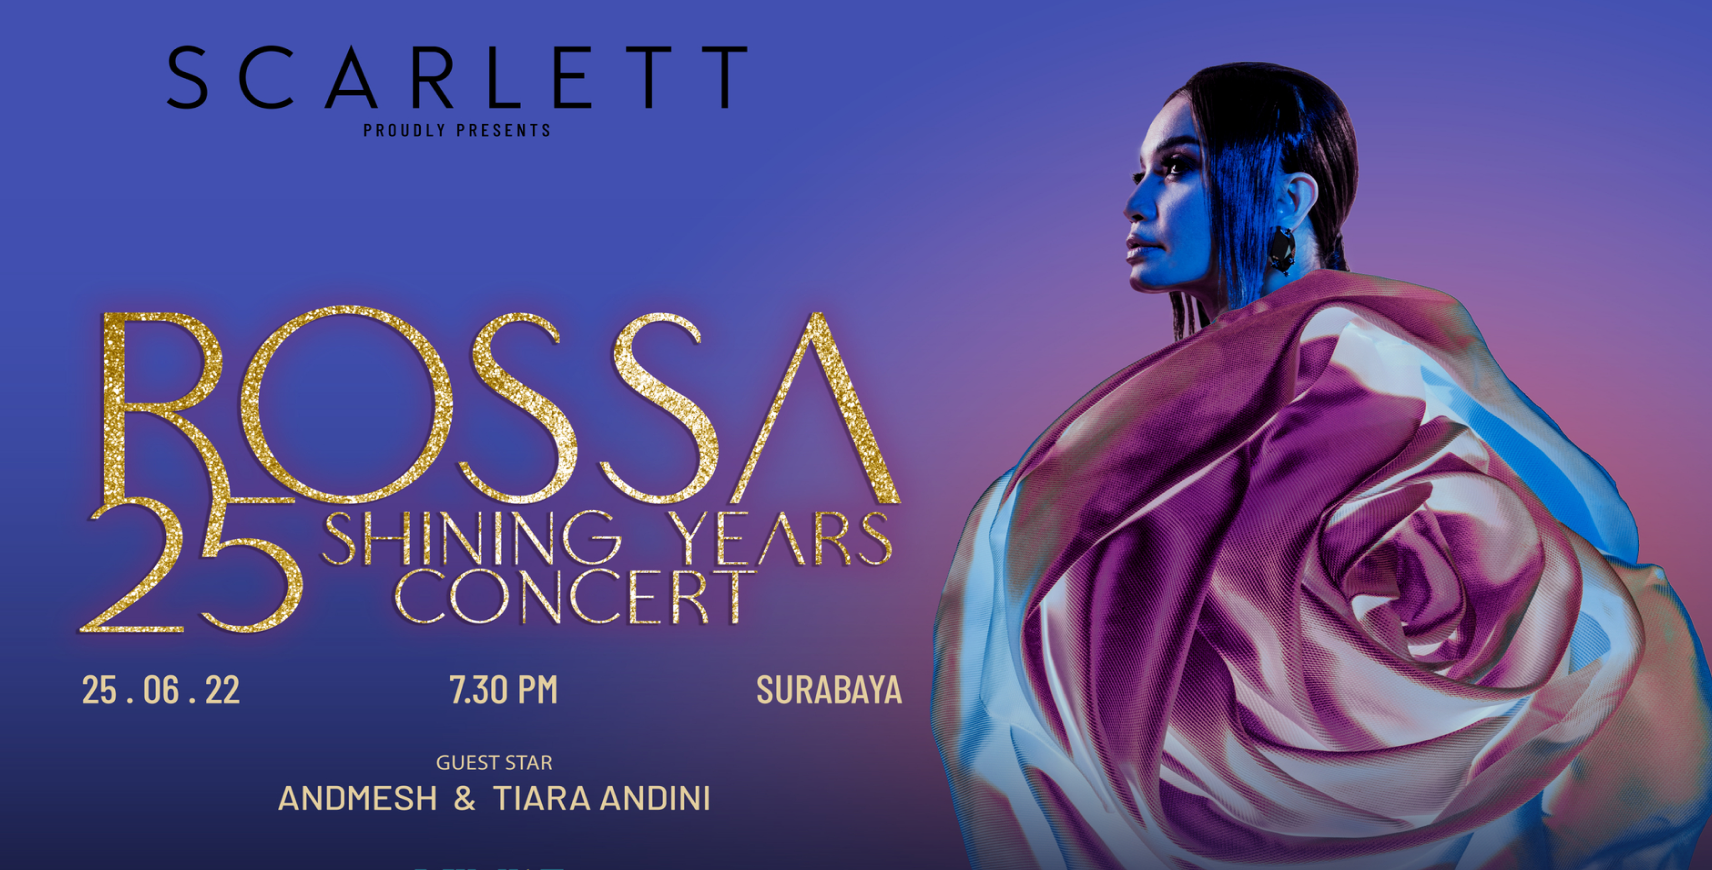 SCARLETT
PROUDLY PRESENTS
ROSSA
25 SHINING YEARS
CONCERT
25 . 06 . 22 7.30 PM SURABAYA
GUEST STAR
ANDMESH & TIARA ANDINI